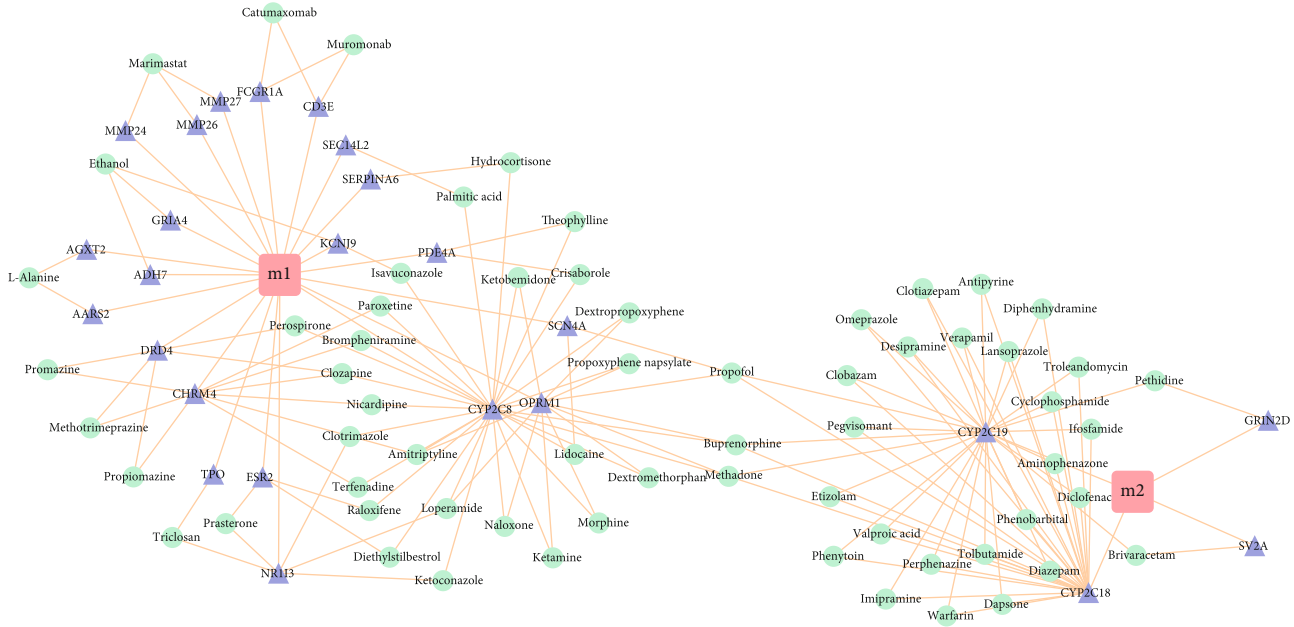 Catumaxomab
Muromonab
Marimastat
FCGR1A
MMP27
CD3E
MMP26
MMP24
SEC14L2
Hydrocortisone
Ethanol
SERPINA6
Palmitic acid
GRIA4
Theophylline
KCNJ9
AGXT2
PDE4A
m1
ADH7
Isavuconazole
Crisaborole
L-Alanine
Ketobemidone
Antipyrine
Clotiazepam
Paroxetine
Diphenhydramine
AARS2
Dextropropoxyphene
Omeprazole
Perospirone
SCN4A
Verapamil
Brompheniramine
Desipramine
Lansoprazole
DRD4
Propoxyphene napsylate
Troleandomycin
Promazine
Clozapine
Propofol
Clobazam
Pethidine
CHRM4
Cyclophosphamide
Nicardipine
OPRM1
CYP2C8
GRIN2D
Methotrimeprazine
Pegvisomant
Ifosfamide
CYP2C19
Clotrimazole
Buprenorphine
Amitriptyline
Lidocaine
Aminophenazone
Propiomazine
TPO
ESR2
Dextromethorphan
Methadone
Terfenadine
m2
Etizolam
Diclofenac
Raloxifene
Loperamide
Phenobarbital
Prasterone
Naloxone
Morphine
Triclosan
Valproic acid
SV2A
Diethylstilbestrol
Ketamine
Phenytoin
Tolbutamide
Brivaracetam
Perphenazine
NR1I3
Diazepam
Ketoconazole
CYP2C18
Imipramine
Dapsone
Warfarin